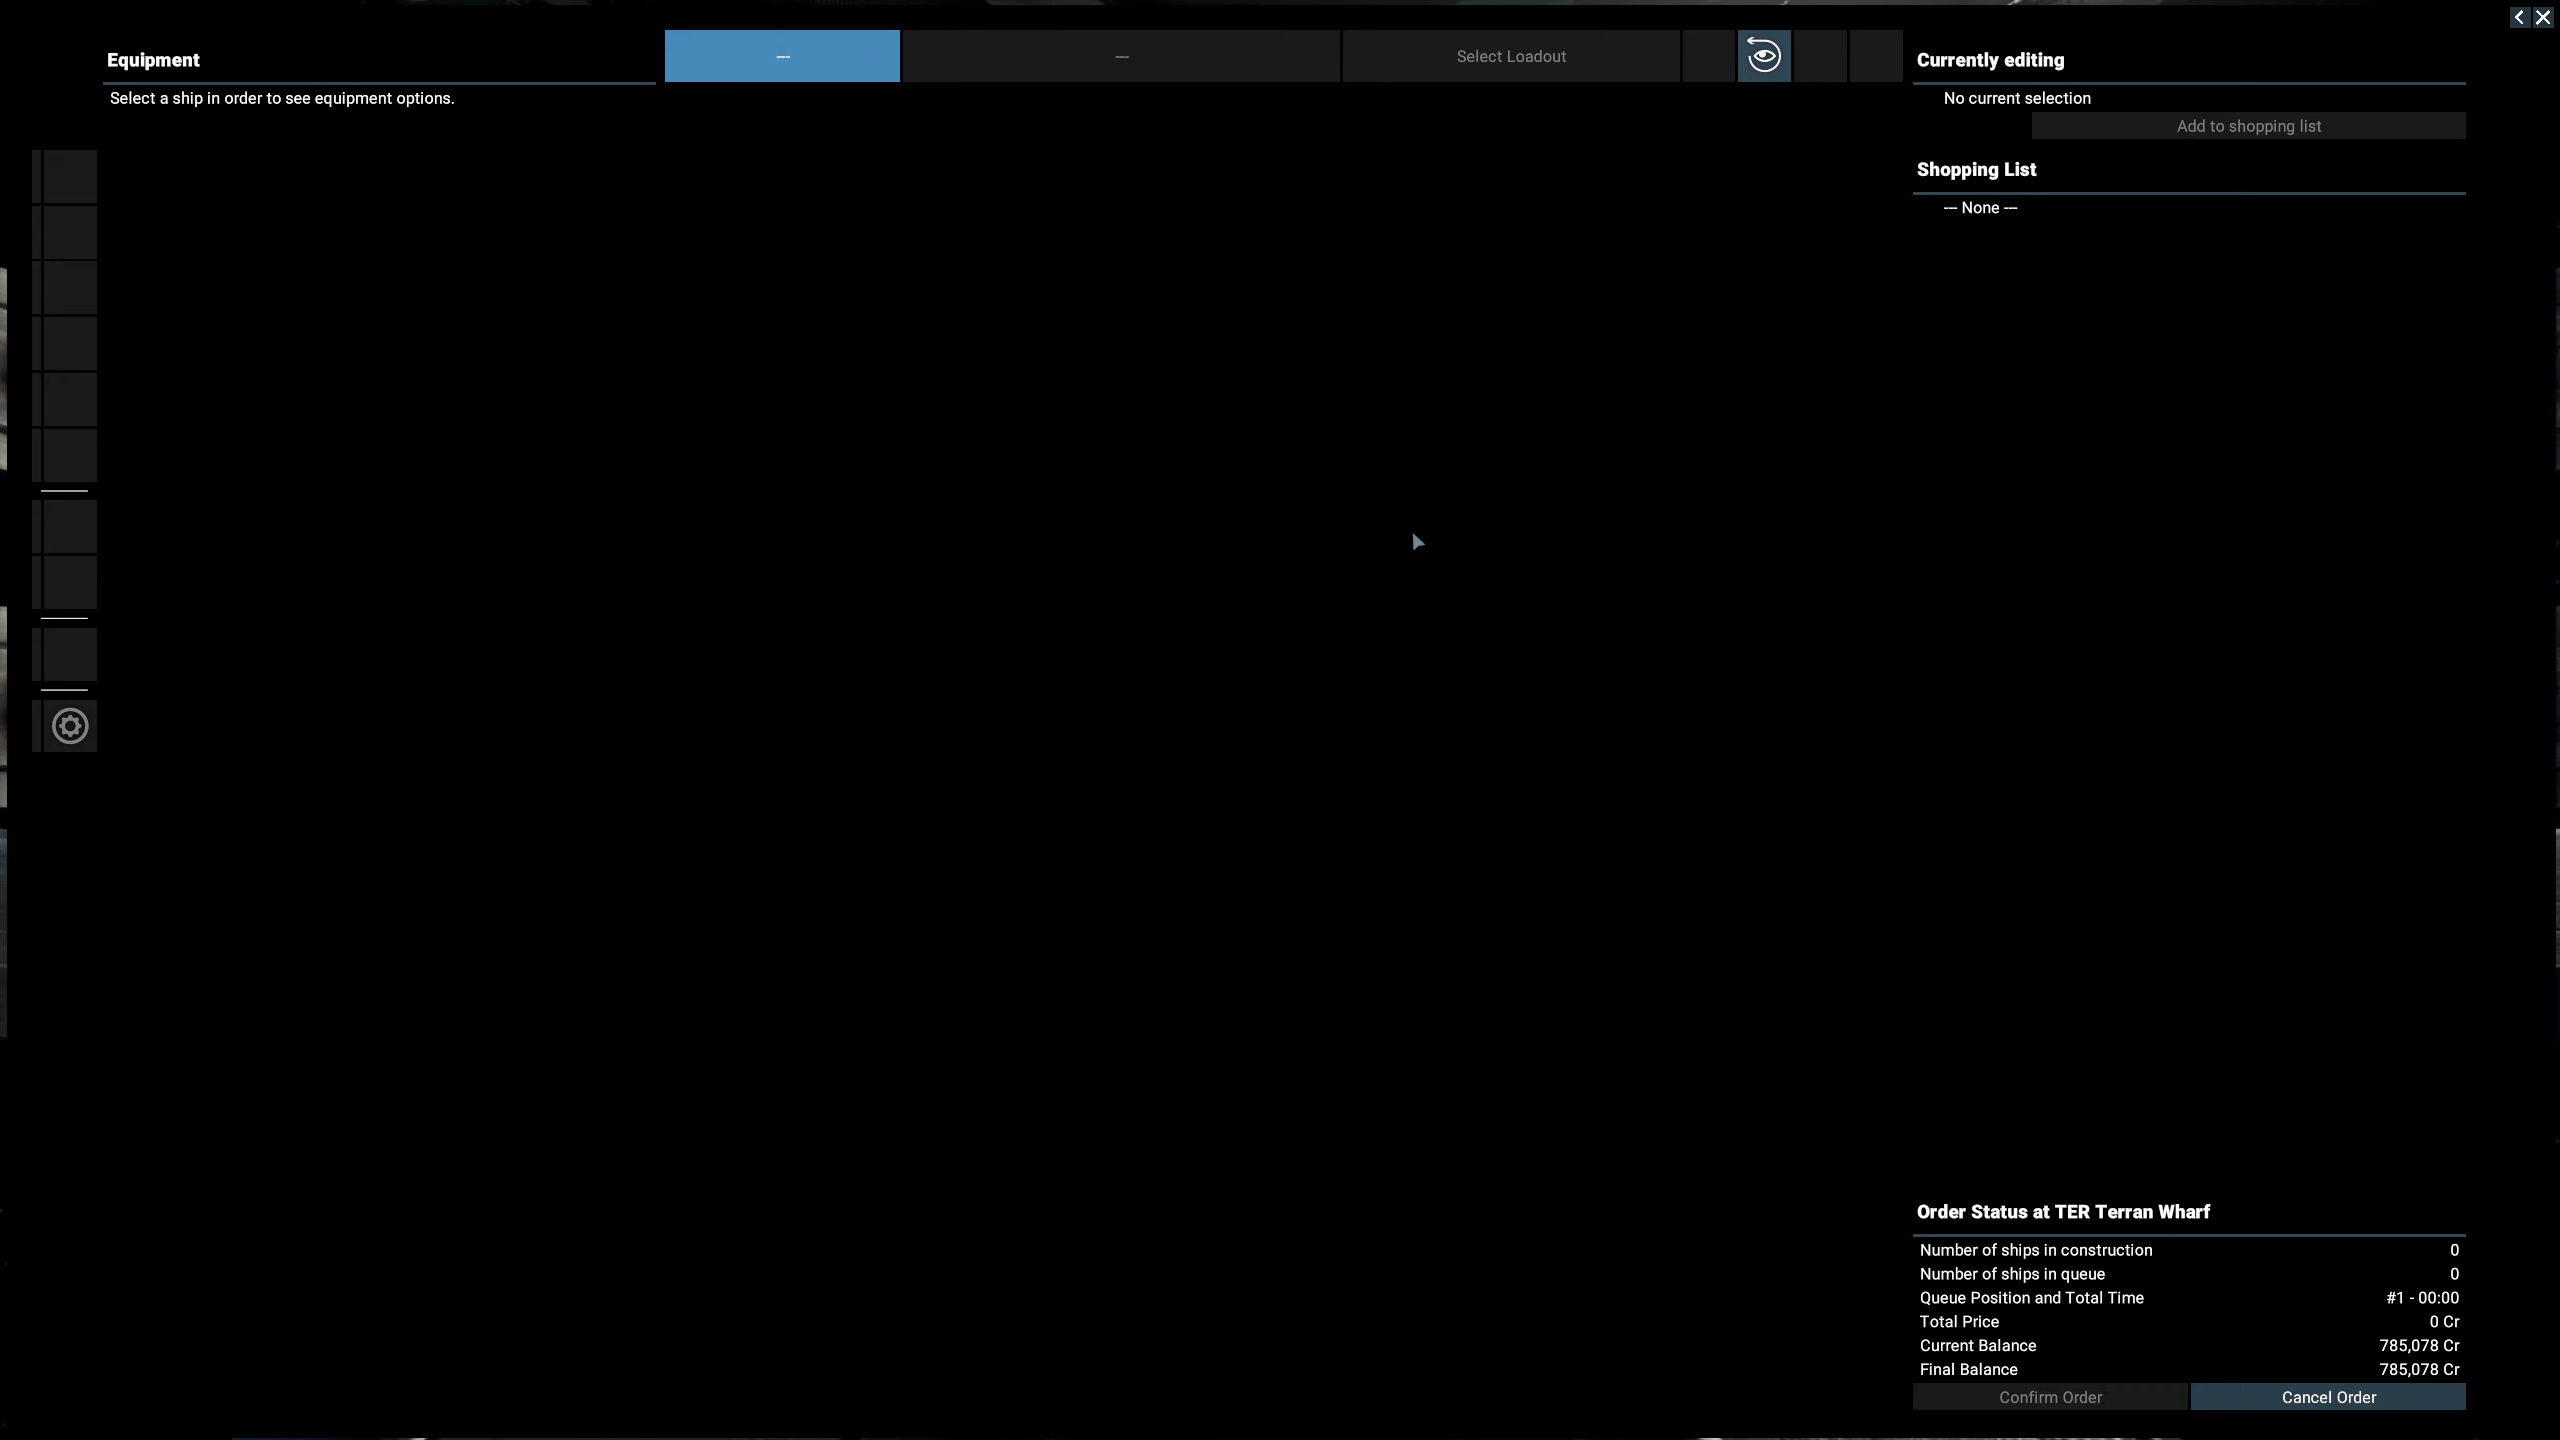 Equipment
Select a ship in order to see equipment options.
---
---
Select Loadout
Currently editing
No current selection
Add to shopping list
Shopping List
--- None ---
Order Status at TER Terran Wharf
Number of ships in construction 0
Number of ships in queue 0
Queue Position and Total Time #1 - 00:00
Total Price 0 Cr
Current Balance 785,078 Cr
Final Balance 785,078 Cr
Confirm Order Cancel Order